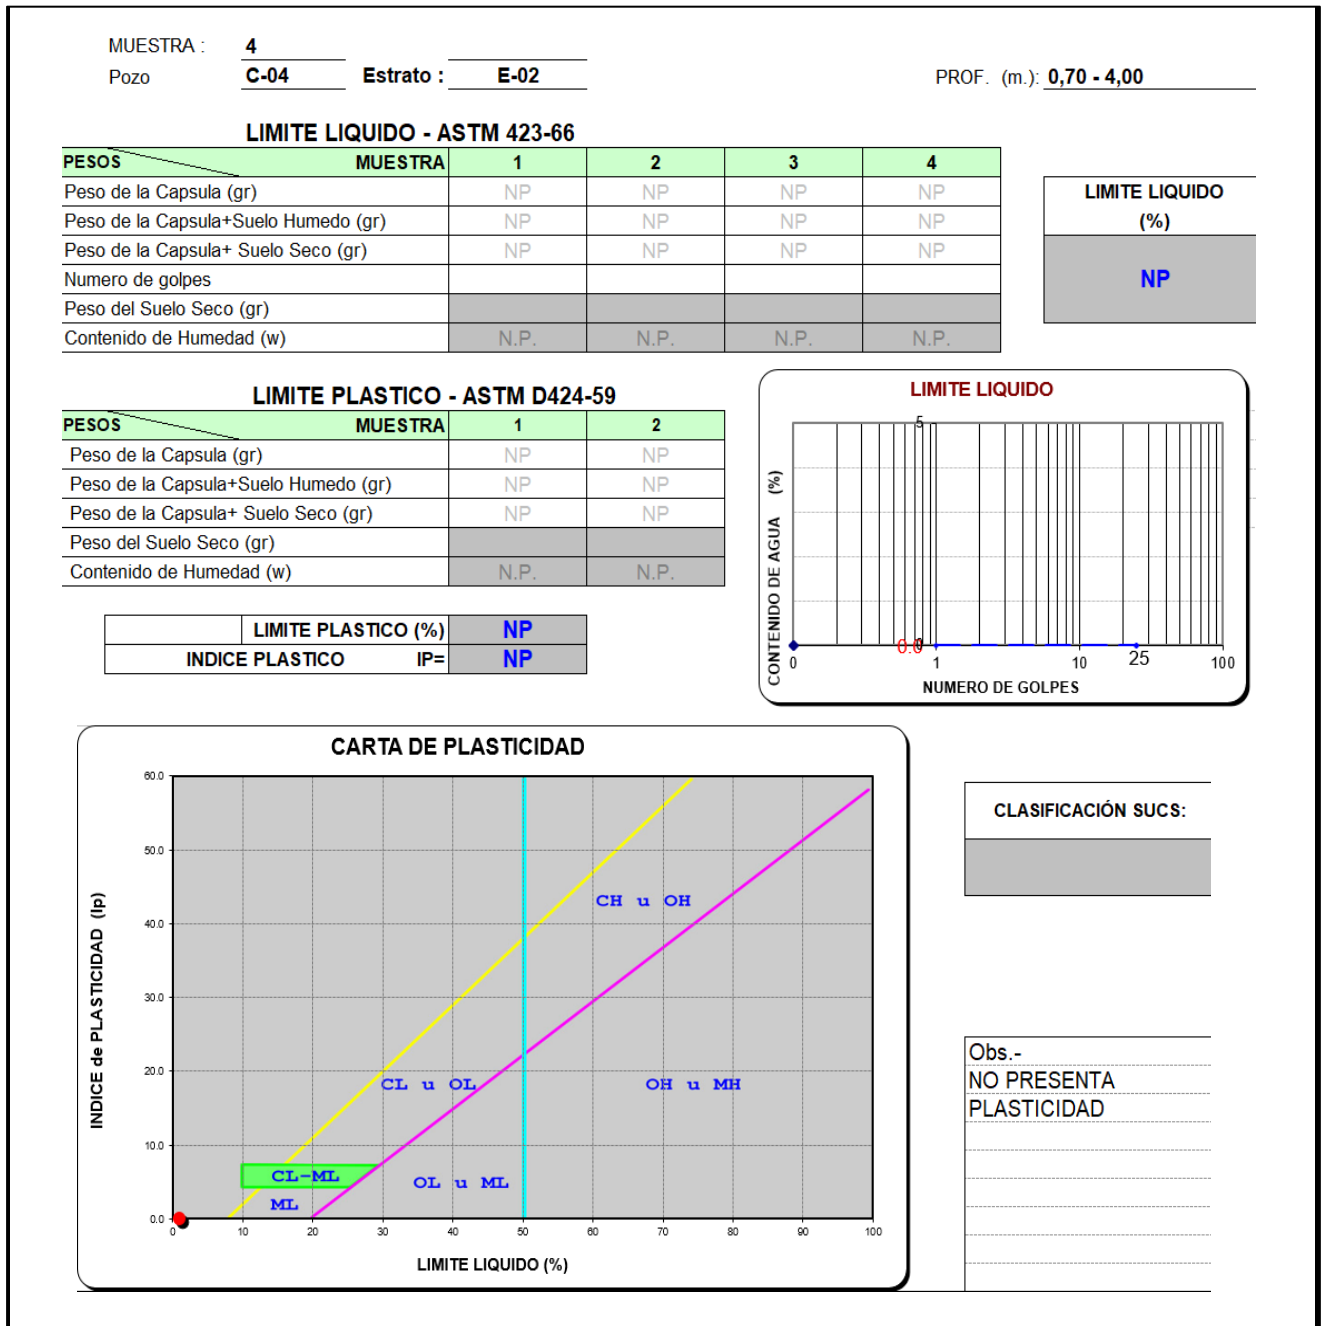 MUESTRA : 4
Pozo C-04 Estrato : E-02 PROF. (m.): 0,70 - 4,00
LIMITE LIQUIDO - ASTM 423-66
PESOS MUESTRA 1 2 3 4
Peso de la Capsula (gr) NP NP NP NP
Peso de la Capsula+Suelo Humedo (gr) NP NP NP NP
Peso de la Capsula+ Suelo Seco (gr) NP NP NP NP
Numero de golpes
Peso del Suelo Seco (gr)
Contenido de Humedad (w) N.P. N.P. N.P. N.P.
LIMITE LIQUIDO
(%)
NP
LIMITE PLASTICO - ASTM D424-59
PESOS MUESTRA 1 2
Peso de la Capsula (gr) NP NP
Peso de la Capsula+Suelo Humedo (gr) NP NP
Peso de la Capsula+ Suelo Seco (gr) NP NP
Peso del Suelo Seco (gr)
Contenido de Humedad (w) N.P. N.P.
LIMITE PLASTICO (%) NP
INDICE PLASTICO IP= NP
LIMITE LIQUIDO
CONTENIDO DE AGUA (%)
5
0
0.0
0 1 10 25 100
NUMERO DE GOLPES
CARTA DE PLASTICIDAD
INDICE de PLASTICIDAD (Ip)
60.0
50.0
40.0
30.0
20.0
10.0
0.0
CH u OH
CL u OL
OH u MH
CL-ML
OL u ML
ML
0 10 20 30 40 50 60 70 80 90 100
LIMITE LIQUIDO (%)
CLASIFICACIÓN SUCS:
Obs.-
NO PRESENTA
PLASTICIDAD